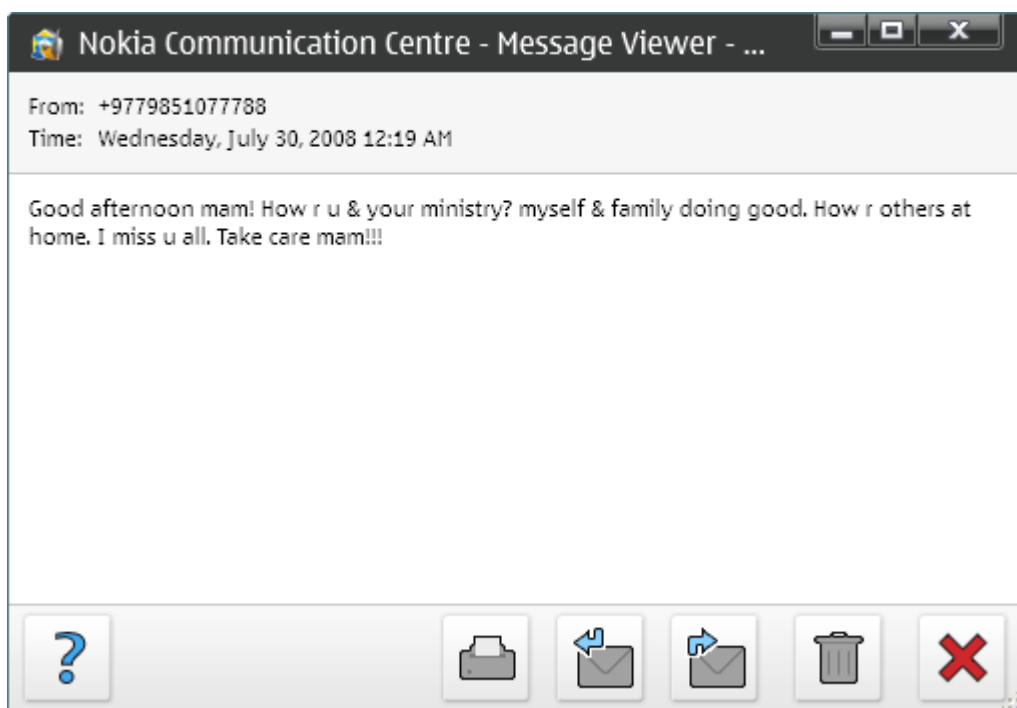 Nokia Communication Centre - Message Viewer - ...
From: +9779851077788
Time: Wednesday, July 30, 2008 12:19 AM
Good afternoon mam! How r u & your ministry? myself & family doing good. How r others at
home. I miss u all. Take care mam!!!